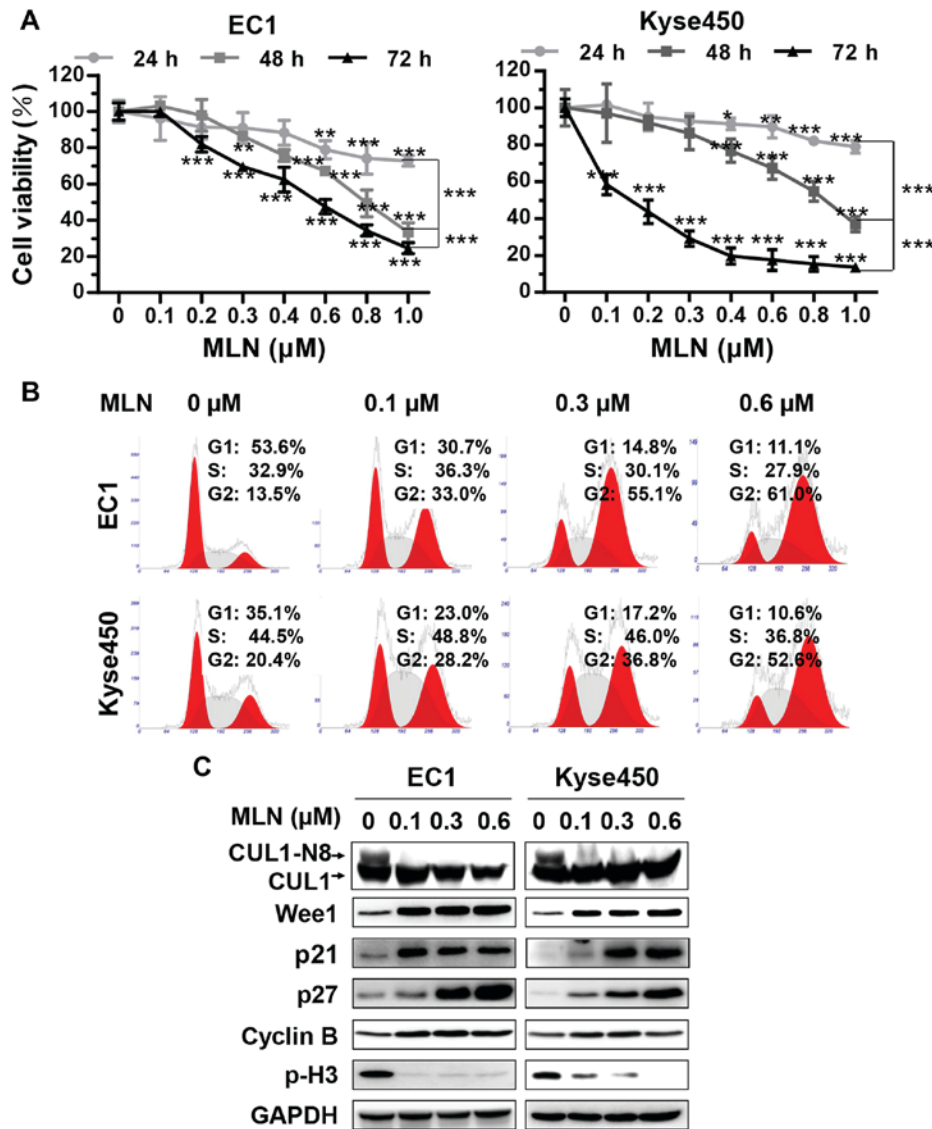 A
EC1
24 h 48 h 72 h
Cell viability (%)
120
100
80
60
40
20
0
** *** ***
*** ** *** *** *** ***
*** *** *** *** *** ***
***
***
0 0.1 0.2 0.3 0.4 0.6 0.8 1.0
MLN (μM)
Kyse450
24 h 48 h 72 h
120
100
80
60
40
20
0
* ** *** ***
*** *** *** ***
*** *** *** *** *** *** ***
***
***
0 0.1 0.2 0.3 0.4 0.6 0.8 1.0
MLN (μM)
B
MLN 0 μM 0.1 μM 0.3 μM 0.6 μM
EC1
G1: 53.6%
S: 32.9%
G2: 13.5%
G1: 30.7%
S: 36.3%
G2: 33.0%
G1: 14.8%
S: 30.1%
G2: 55.1%
G1: 11.1%
S: 27.9%
G2: 61.0%
Kyse450
G1: 35.1%
S: 44.5%
G2: 20.4%
G1: 23.0%
S: 48.8%
G2: 28.2%
G1: 17.2%
S: 46.0%
G2: 36.8%
G1: 10.6%
S: 36.8%
G2: 52.6%
C
EC1 Kyse450
MLN (μM) 0 0.1 0.3 0.6 0 0.1 0.3 0.6
CUL1-N8→
CUL1→
Wee1
p21
p27
Cyclin B
p-H3
GAPDH